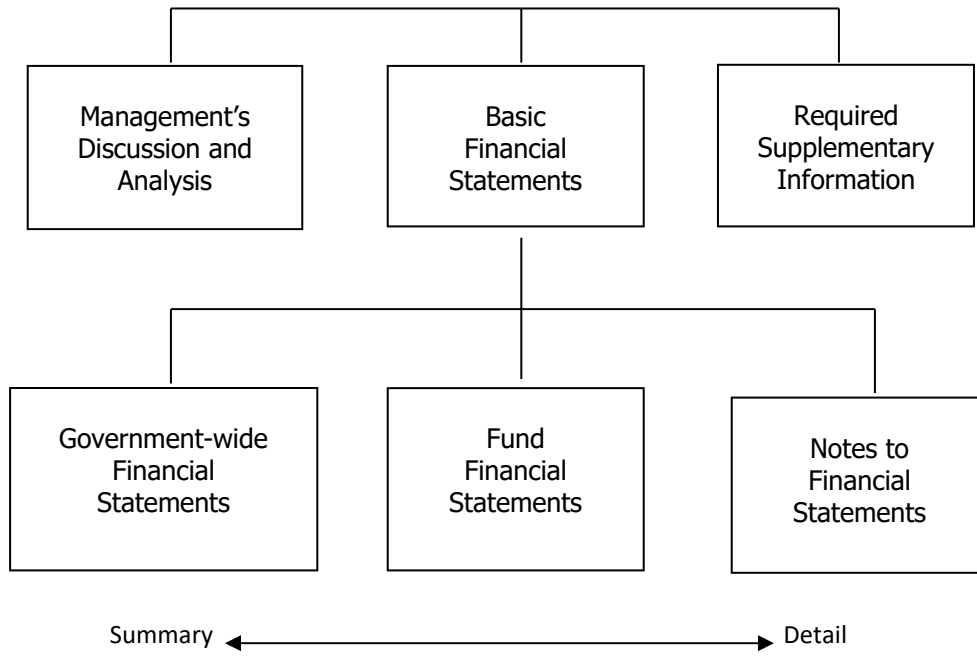 Management’s
Discussion and
Analysis
Basic
Financial
Statements
Required
Supplementary
Information
Government-wide
Financial
Statements
Fund
Financial
Statements
Notes to
Financial
Statements
Summary
Detail